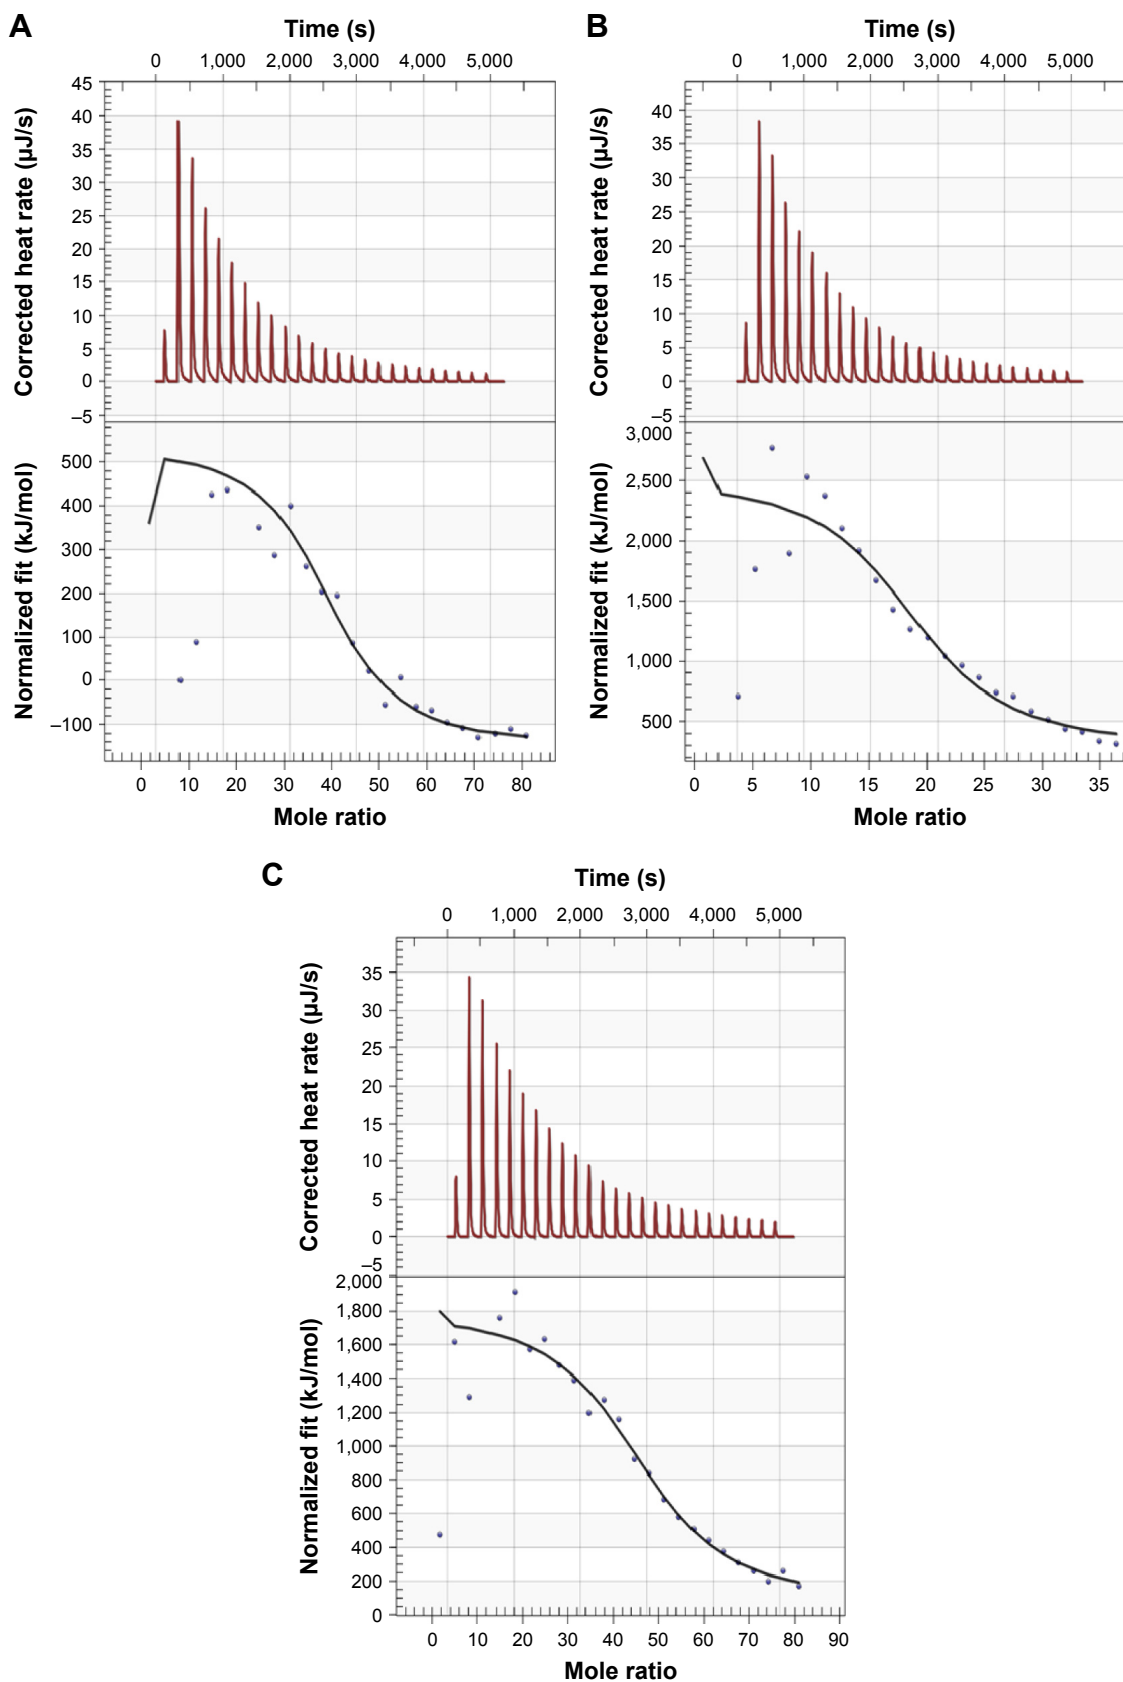 A
Time (s)
0 1,000 2,000 3,000 4,000 5,000
Corrected heat rate (µJ/s)
45
40
35
30
25
20
15
10
5
0
–5
Normalized fit (kJ/mol)
500
400
300
200
100
0
–100
0 10 20 30 40 50 60 70 80
Mole ratio
B
Time (s)
0 1,000 2,000 3,000 4,000 5,000
Corrected heat rate (µJ/s)
40
35
30
25
20
15
10
5
0
–5
Normalized fit (kJ/mol)
3,000
2,500
2,000
1,500
1,000
500
0 5 10 15 20 25 30 35
Mole ratio
C
Time (s)
0 1,000 2,000 3,000 4,000 5,000
Corrected heat rate (µJ/s)
35
30
25
20
15
10
5
0
–5
Normalized fit (kJ/mol)
2,000
1,800
1,600
1,400
1,200
1,000
800
600
400
200
0
0 10 20 30 40 50 60 70 80 90
Mole ratio